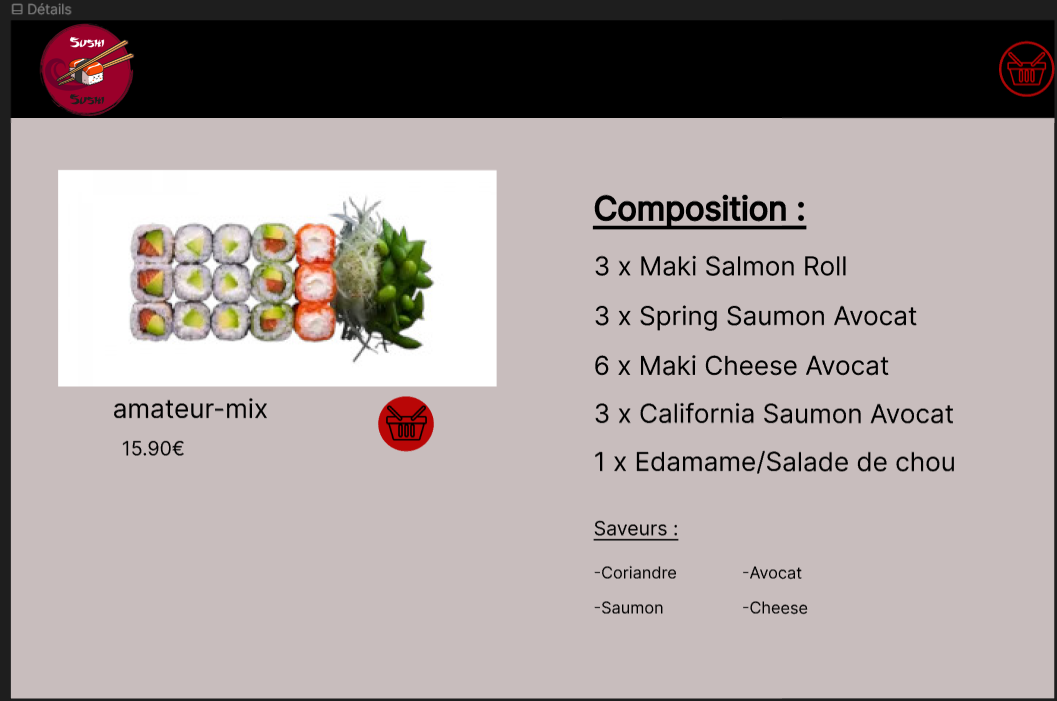 Détails
SUSHI
SUSHI
amateur-mix
15.90€
Composition :
3 x Maki Salmon Roll
3 x Spring Saumon Avocat
6 x Maki Cheese Avocat
3 x California Saumon Avocat
1 x Edamame/Salade de chou
Saveurs :
-Coriandre -Avocat
-Saumon -Cheese